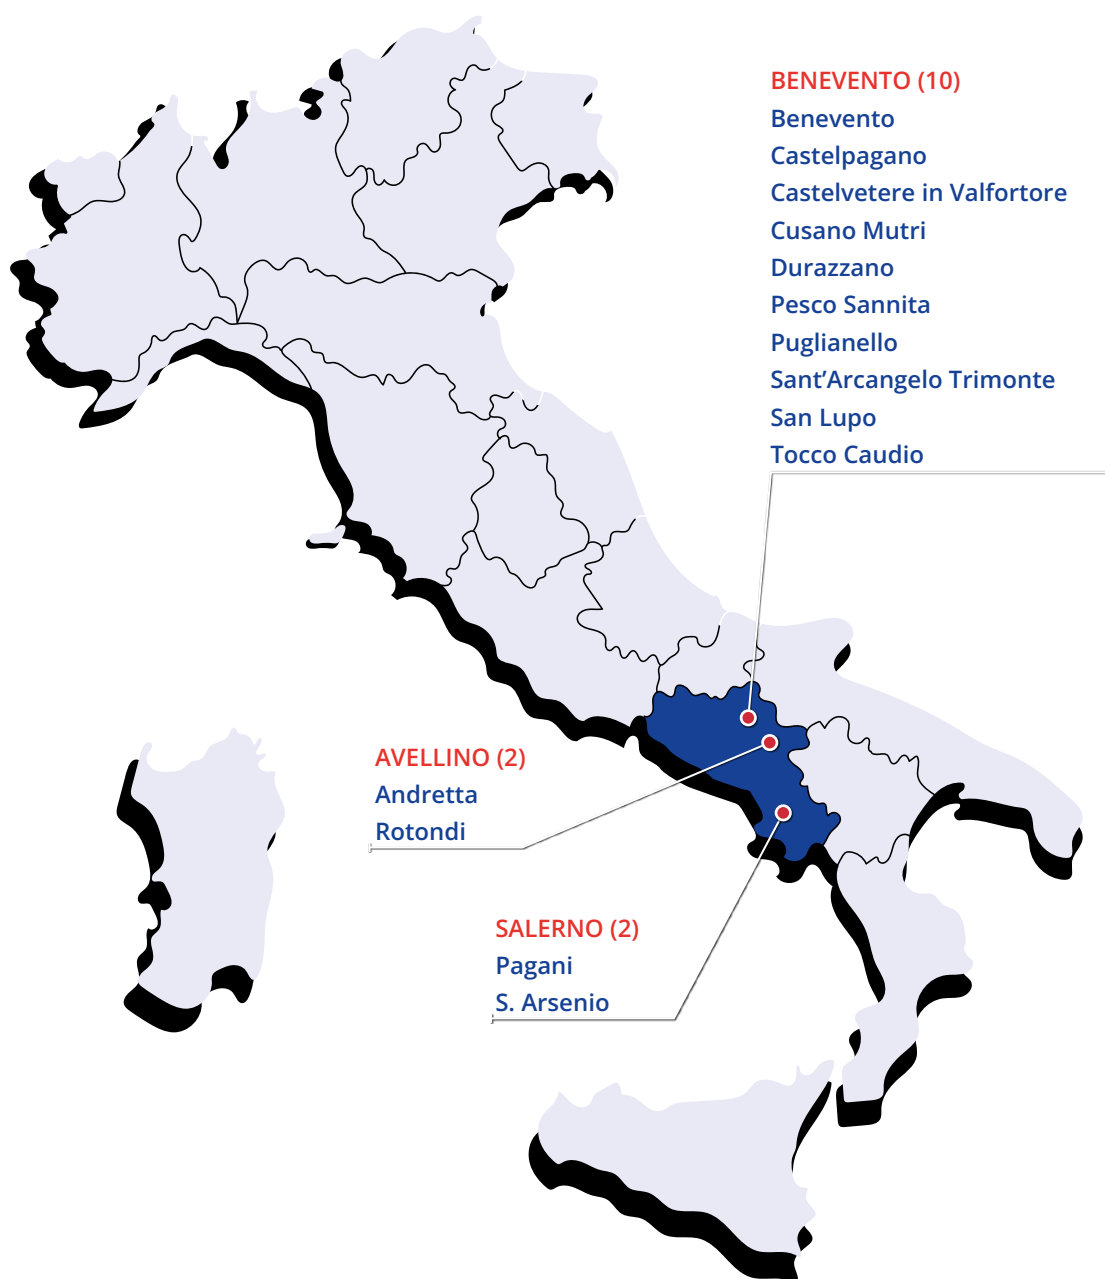 BENEVENTO (10)
Benevento
Castelpagano
Castelvetere in Valfortore
Cusano Mutri
Durazzano
Pesco Sannita
Puglianello
Sant’Arcangelo Trimonte
San Lupo
Tocco Caudio
AVELLINO (2)
Andretta
Rotondi
SALERNO (2)
Pagani
S. Arsenio